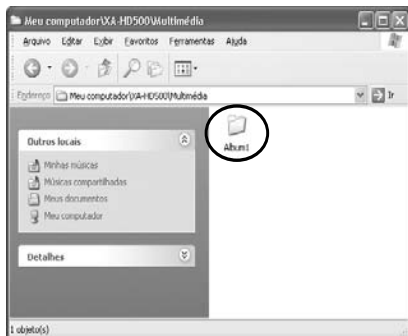 Meu computador\XA-HD500\Multimédia
Arquivo Editar Exibir Favoritos Ferramentas Ajuda
Endereço Meu computador\XA-HD500\Multimédia Ir
Album1
Outros locais
Minhas músicas
Músicas compartilhadas
Meus documentos
Meu computador
Detalhes
1 objeto(s)